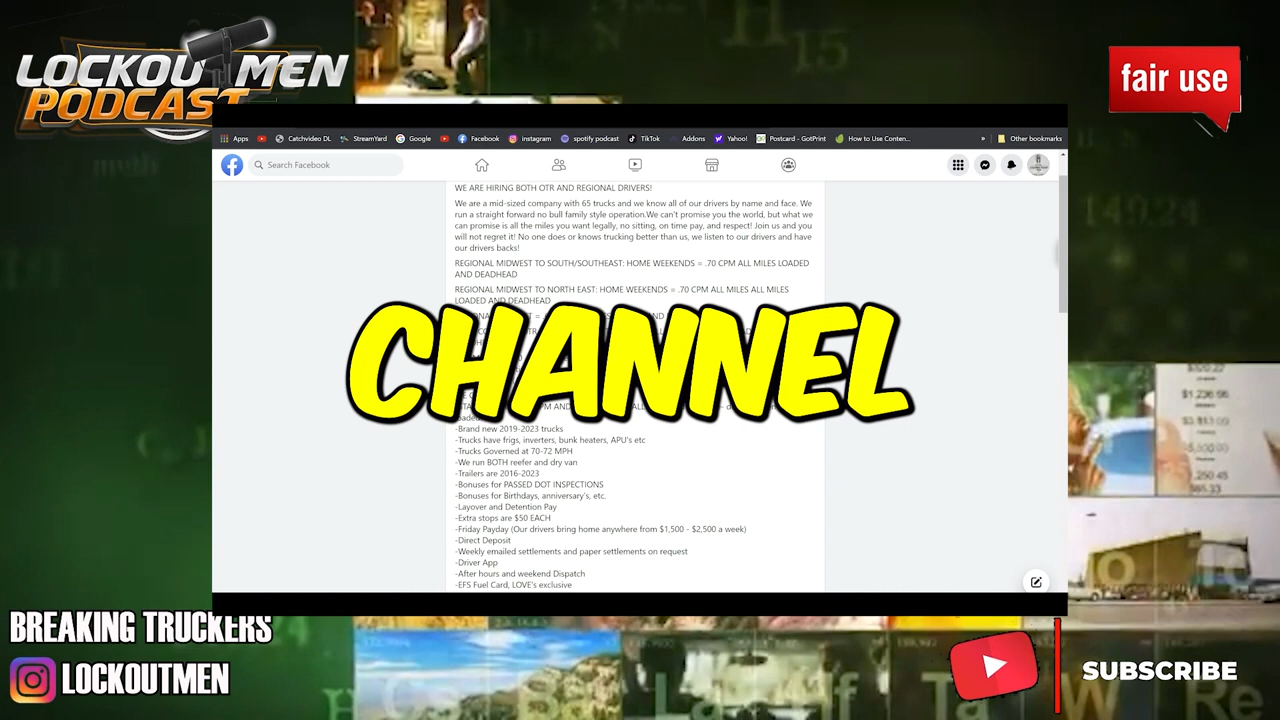 LOCKOUTMEN
PODCAST
fair use
Apps
Catchvideo DL
StreamYard
Google
Facebook
instagram
spotify podcast
TikTok
Addons
Yahoo!
Postcard - GotPrint
How to Use Conten...
»
Other bookmarks
Search Facebook
WE ARE HIRING BOTH OTR AND REGIONAL DRIVERS!
We are a mid-sized company with 65 trucks and we know all of our drivers by name and face. We
run a straight forward no bull family style operation.We can't promise you the world, but what we
can promise is all the miles you want legally, no sitting, on time pay, and respect! Join us and you
will not regret it! No one does or knows trucking better than us, we listen to our drivers and have
our drivers backs!
REGIONAL MIDWEST TO SOUTH/SOUTHEAST: HOME WEEKENDS = .70 CPM ALL MILES LOADED
AND DEADHEAD
REGIONAL MIDWEST TO NORTH EAST: HOME WEEKENDS = .70 CPM ALL MILES ALL MILES
LOADED AND DEADHEAD
CHANNEL
-Brand new 2019-2023 trucks
-Trucks have frigs, inverters, bunk heaters, APU's etc
-Trucks Governed at 70-72 MPH
-We run BOTH reefer and dry van
-Trailers are 2016-2023
-Bonuses for PASSED DOT INSPECTIONS
-Bonuses for Birthdays, anniversary's, etc.
-Layover and Detention Pay
-Extra stops are $50 EACH
-Friday Payday (Our drivers bring home anywhere from $1,500 - $2,500 a week)
-Direct Deposit
-Weekly emailed settlements and paper settlements on request
-Driver App
-After hours and weekend Dispatch
-EFS Fuel Card, LOVE's exclusive
H 15
149.24
BREAKING TRUCKERS
LOCKOUTMEN
SUBSCRIBE
La
Hf
Ta
W
Re